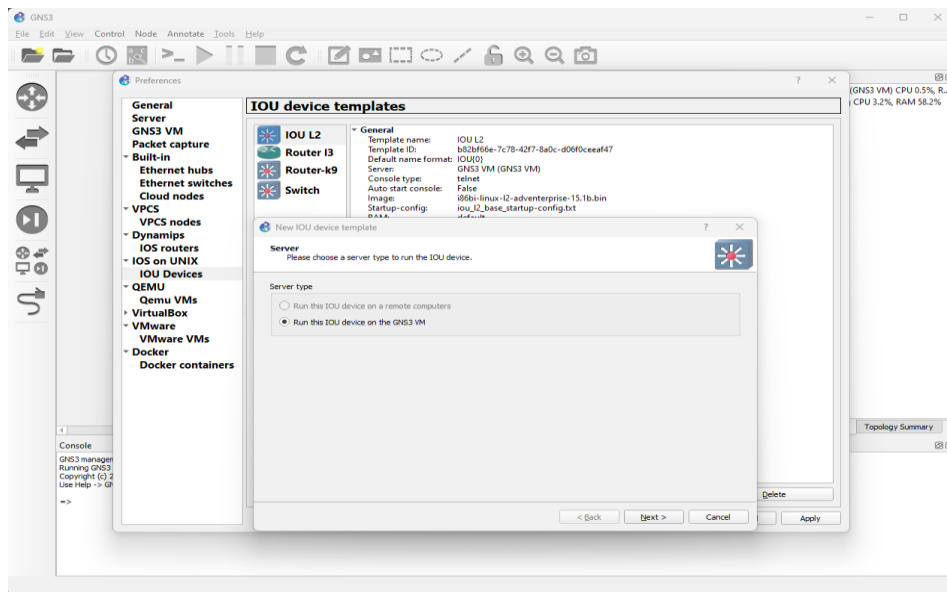 GNS3
File Edit View Control Node Annotate Tools Help
Preferences
(GNS3 VM) CPU 0.5%, R...
CPU 3.2%, RAM 58.2%
General
Server
GNS3 VM
Packet capture
Built-in
Ethernet hubs
Ethernet switches
Cloud nodes
VPCS
VPCS nodes
Dynamips
IOS routers
IOS on UNIX
IOU Devices
QEMU
Qemu VMs
VirtualBox
VMware
VMware VMs
Docker
Docker containers
IOU device templates
IOU L2
Router l3
Router-k9
Switch
General
Template name: IOU L2
Template ID: b82bf66e-7c78-42f7-8a0c-d06f0ceeaf47
Default name format: IOU{0}
Server: GNS3 VM (GNS3 VM)
Console type: telnet
Auto start console: False
Image: i86bi-linux-l2-adventerprise-15.1b.bin
Startup-config: iou_l2_base_startup-config.txt
RAM: default
New IOU device template
Server
Please choose a server type to run the IOU device.
Server type
Run this IOU device on a remote computers
Run this IOU device on the GNS3 VM
< Back Next > Cancel
Delete
Apply
Topology Summary
Console
GNS3 managem
Running GNS3
Copyright (c) 2
Use Help -> GN
=>